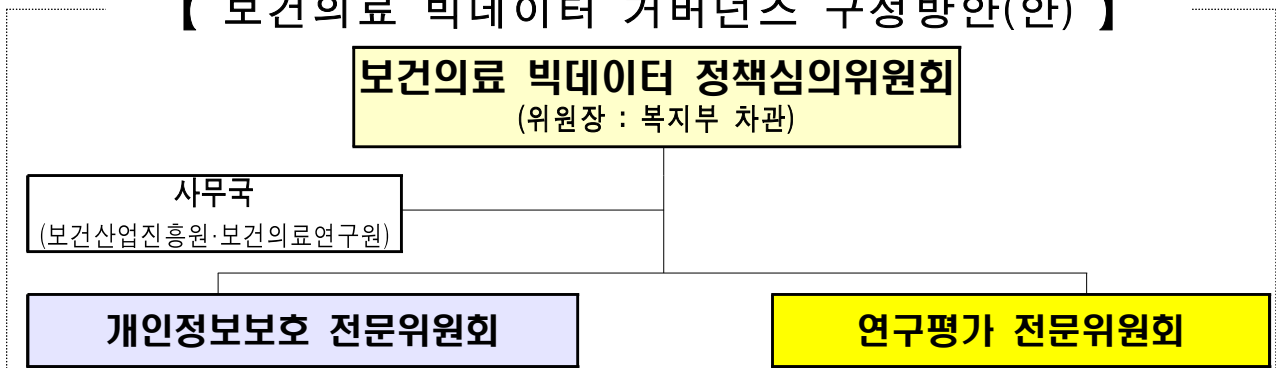 【 보건의료 빅데이터 거버넌스 구성방안(안) 】
보건의료 빅데이터 정책심의위원회
(위원장 : 복지부 차관)
사무국
(보건산업진흥원·보건의료연구원)
개인정보보호 전문위원회
연구평가 전문위원회